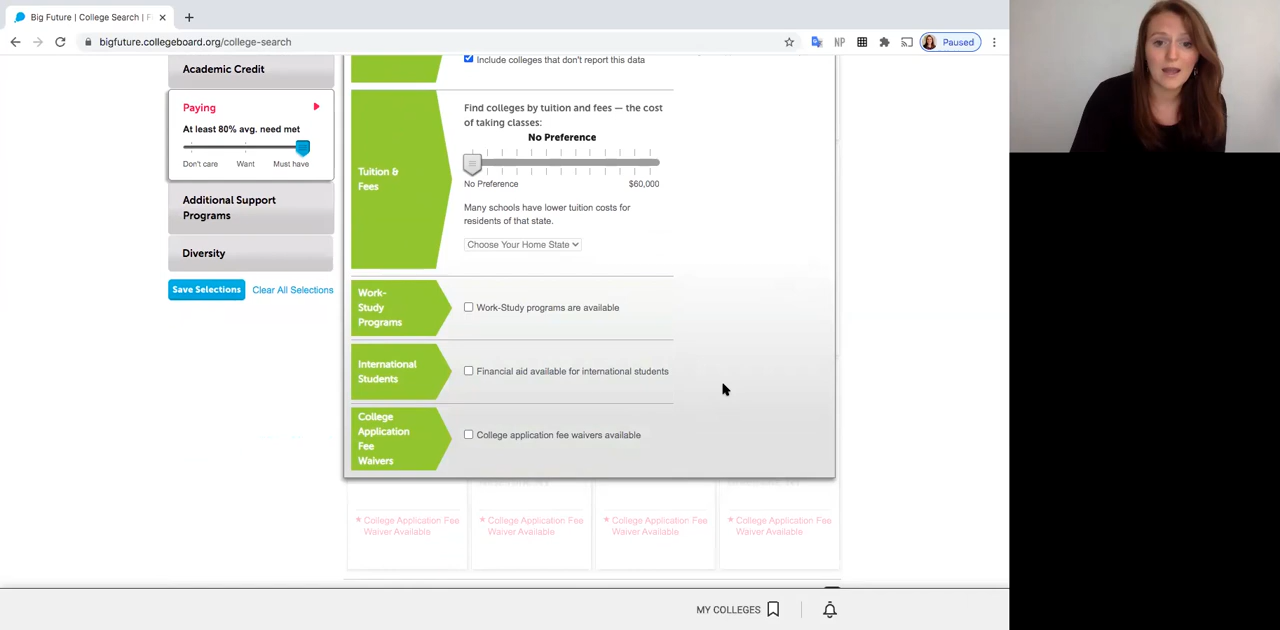 Big Future | College Search | Fi
bigfuture.collegeboard.org/college-search
NP
Paused
Academic Credit
Paying
At least 80% avg. need met
Don't care
Want
Must have
Additional Support
Programs
Diversity
Save Selections
Clear All Selections
Include colleges that don't report this data
Tuition &
Fees
Find colleges by tuition and fees — the cost
of taking classes:
No Preference
No Preference
$60,000
Many schools have lower tuition costs for
residents of that state.
Choose Your Home State
Work-
Study
Programs
Work-Study programs are available
International
Students
Financial aid available for international students
College
Application
Fee
Waivers
College application fee waivers available
* College Application Fee
Waiver Available
* College Application Fee
Waiver Available
* College Application Fee
Waiver Available
* College Application Fee
Waiver Available
MY COLLEGES